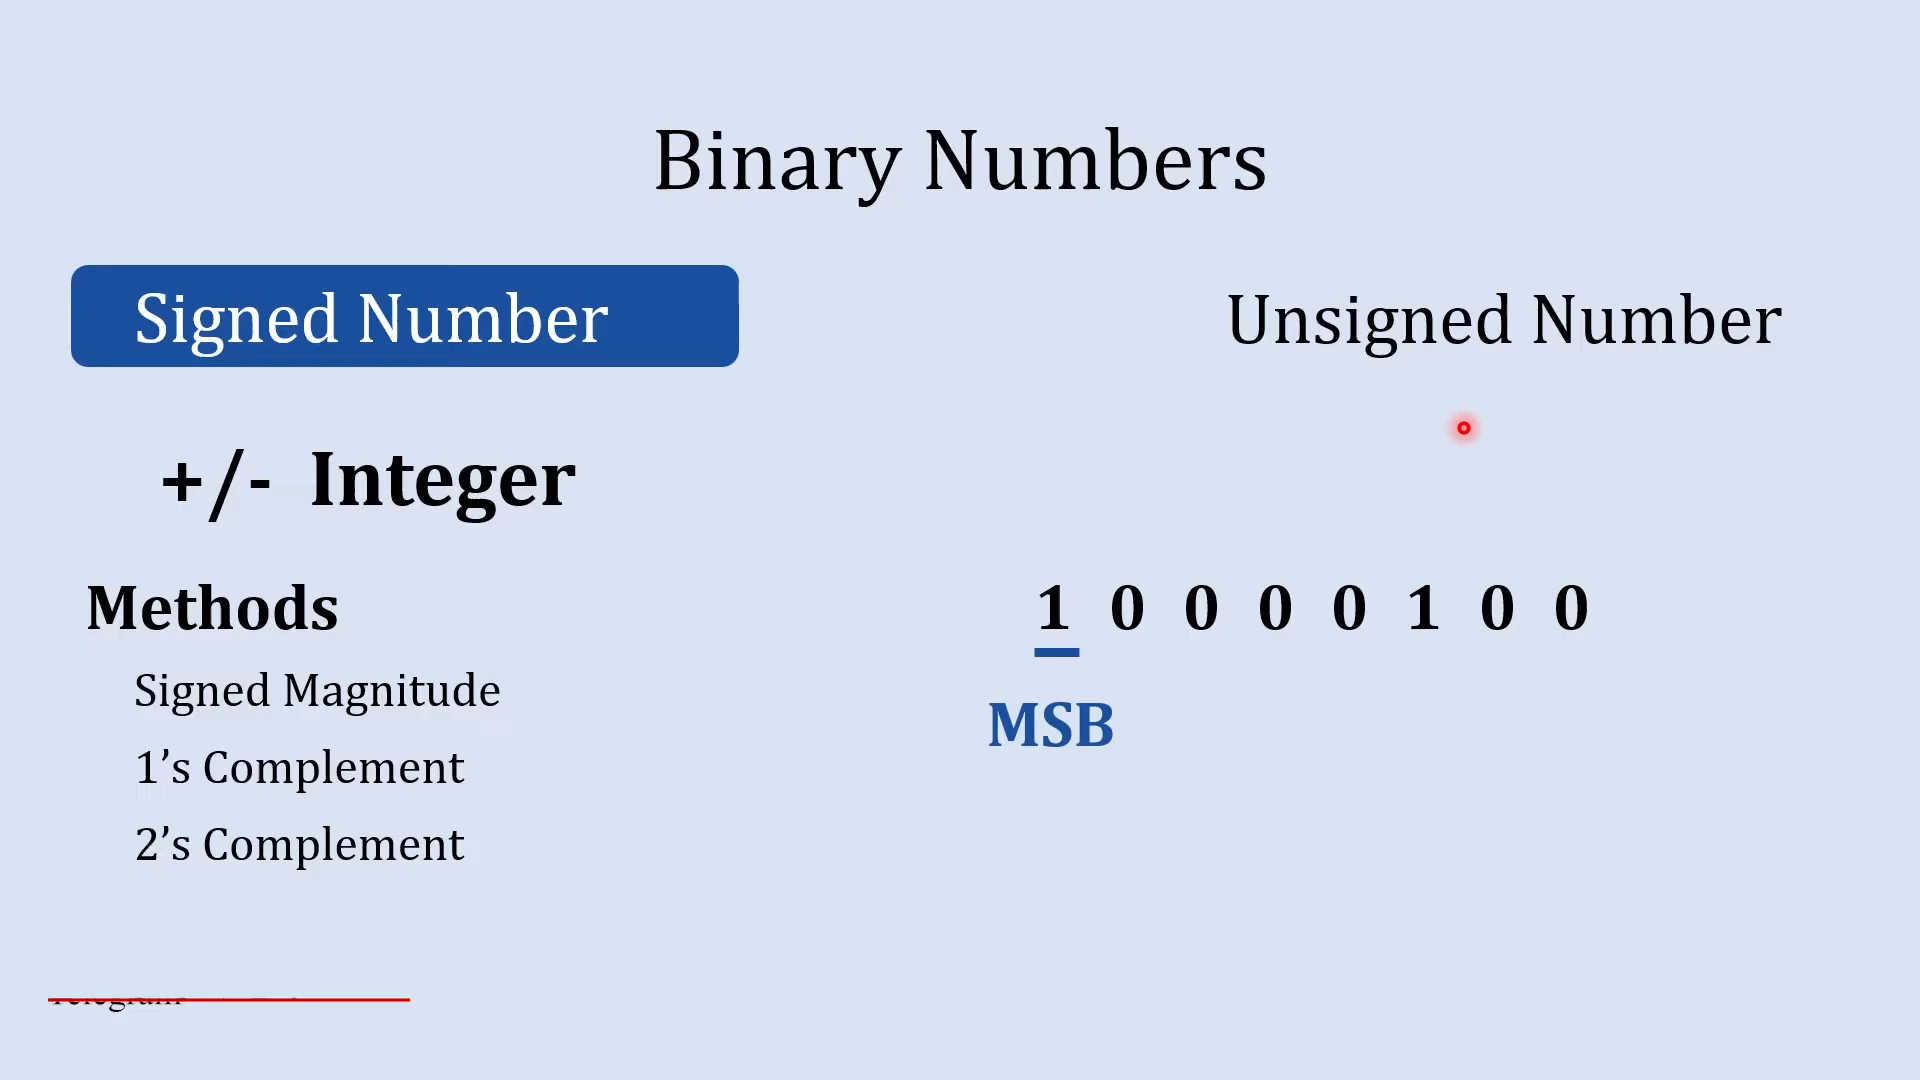 Binary Numbers
Signed Number
Unsigned Number
+/- Integer
Methods
1 0 0 0 0 1 0 0
Signed Magnitude
MSB
1’s Complement
2’s Complement